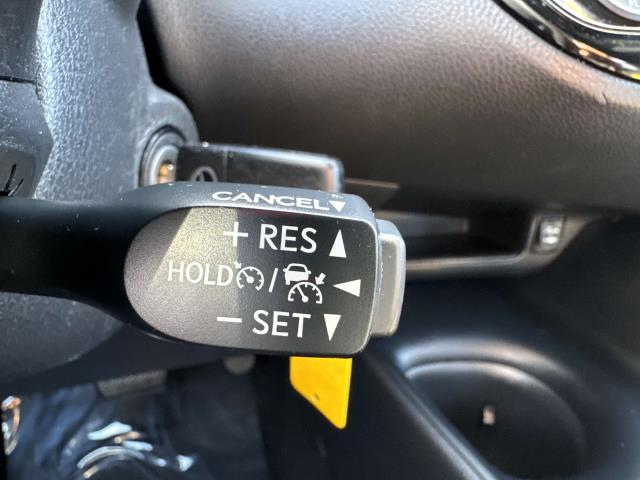 CANCEL▼
+ RES ▲
HOLD / ◄
− SET ▼